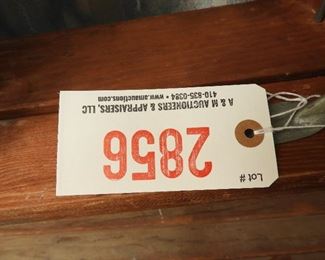 Lot #
2856
A & M AUCTIONEERS & APPRAISERS, LLC
410-835-0384 • www.amauctions.com